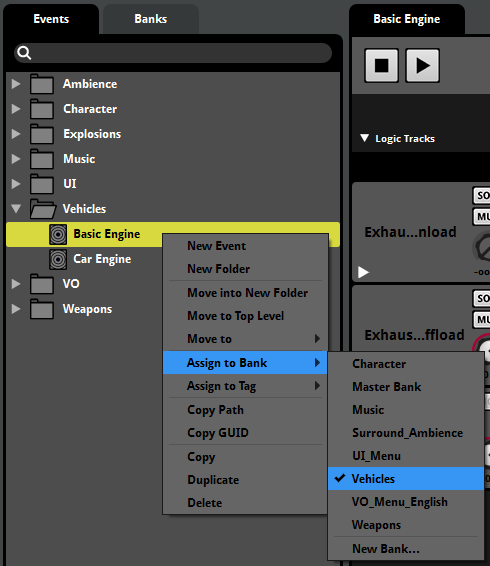 Events
Banks
Basic Engine
Ambience
Character
Explosions
Music
UI
Vehicles
Basic Engine
Car Engine
VO
Weapons
New Event
New Folder
Move into New Folder
Move to Top Level
Move to
Assign to Bank
Assign to Tag
Copy Path
Copy GUID
Copy
Duplicate
Delete
Character
Master Bank
Music
Surround_Ambience
UI_Menu
Vehicles
VO_Menu_English
Weapons
New Bank...
Logic Tracks
Exhau...nload
SO
MU
-oo
Exhaus...ffload
SO
MU